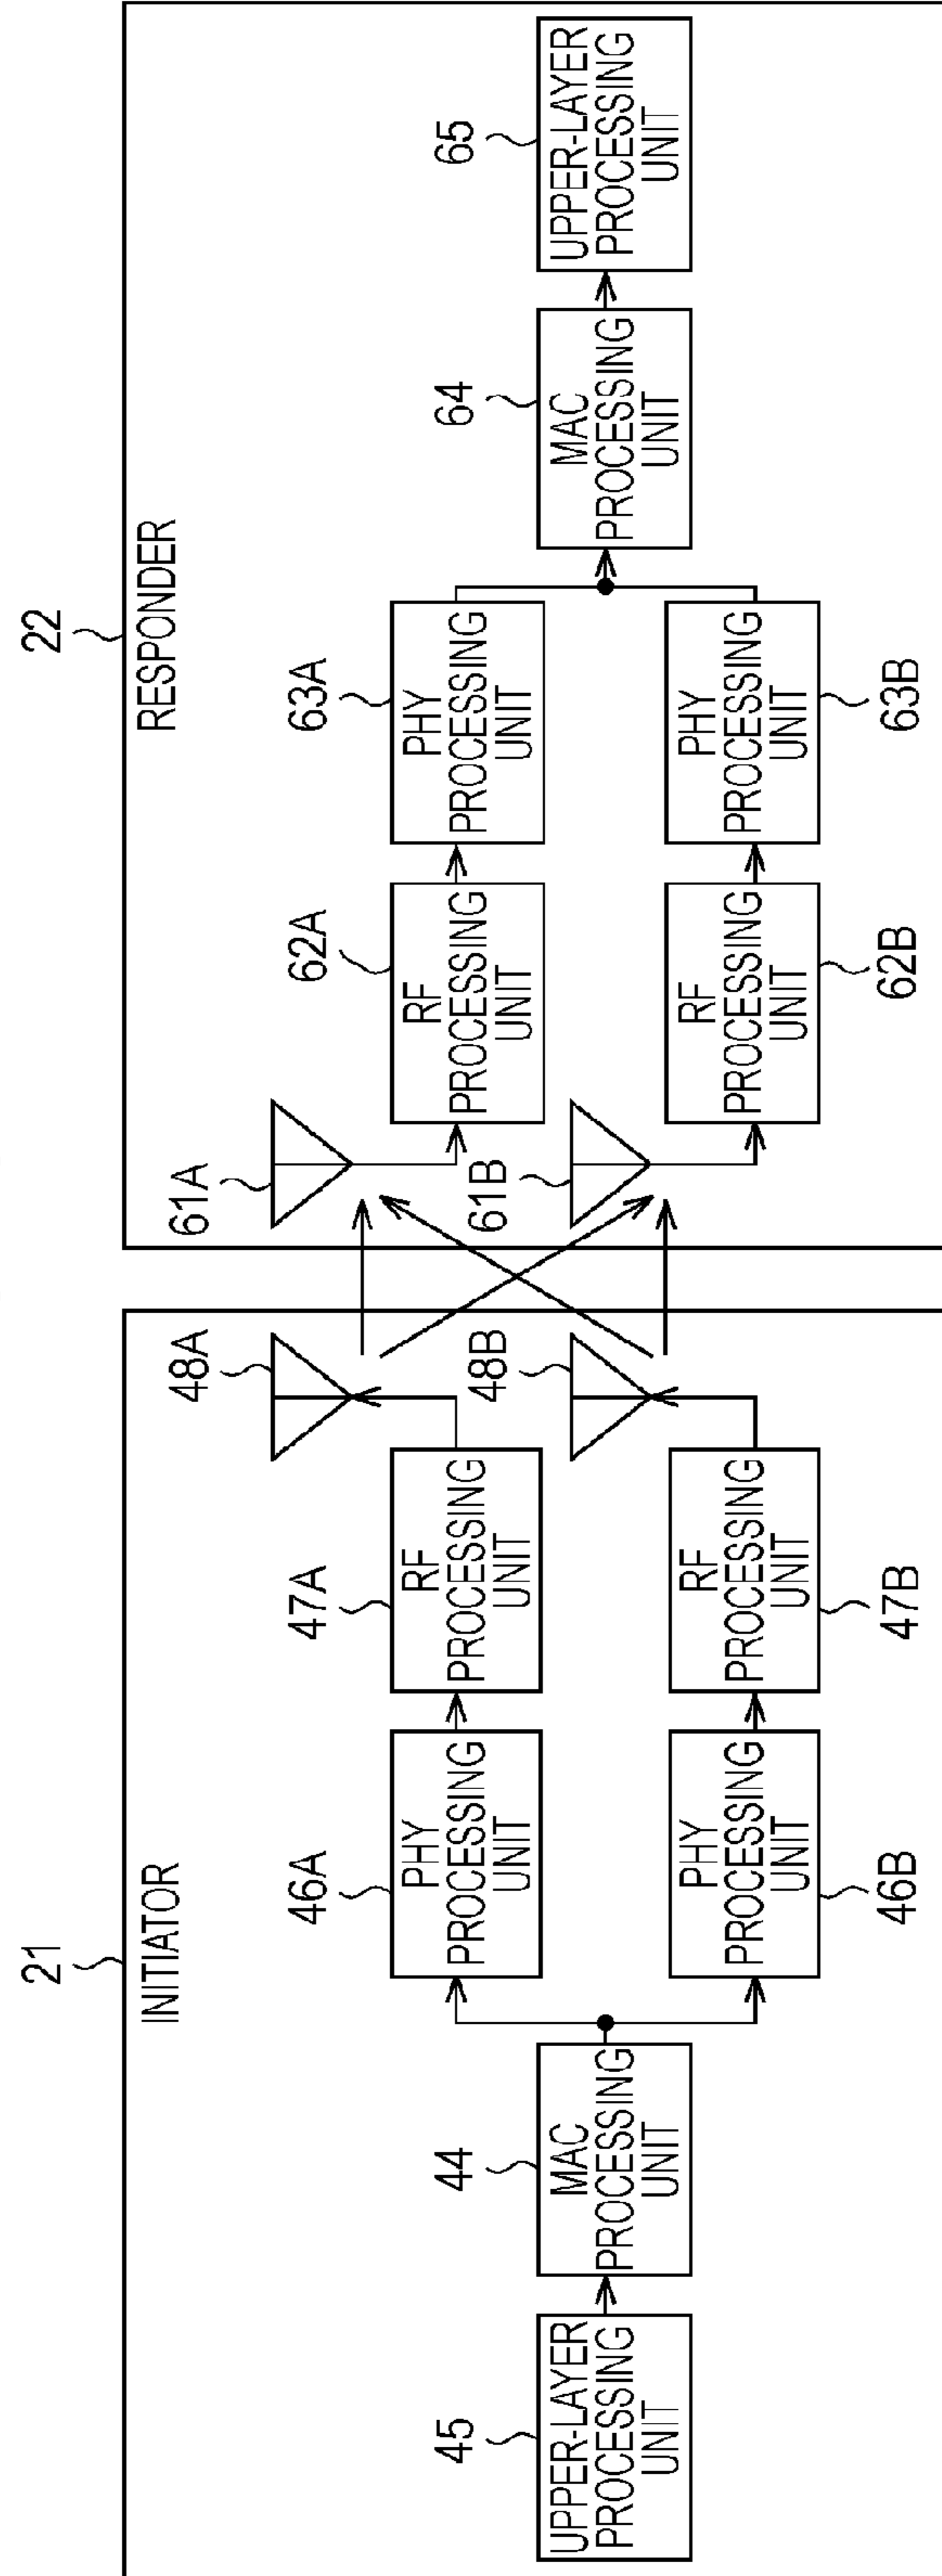 21
INITIATOR
45
UPPER-LAYER
PROCESSING
UNIT
44
MAC
PROCESSING
UNIT
46A
PHY
PROCESSING
UNIT
47A
RF
PROCESSING
UNIT
48A
46B
PHY
PROCESSING
UNIT
47B
RF
PROCESSING
UNIT
48B
22
RESPONDER
61A
62A
RF
PROCESSING
UNIT
63A
PHY
PROCESSING
UNIT
61B
62B
RF
PROCESSING
UNIT
63B
PHY
PROCESSING
UNIT
64
MAC
PROCESSING
UNIT
65
UPPER-LAYER
PROCESSING
UNIT